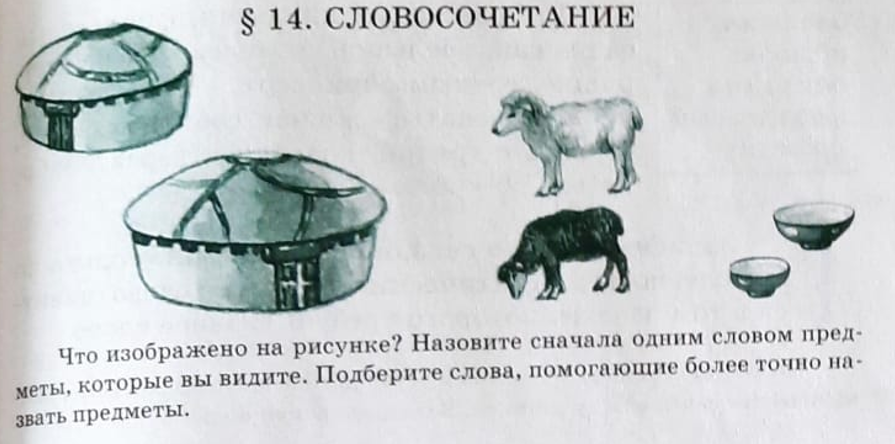 § 14. СЛОВОСОЧЕТАНИЕ
Что изображено на рисунке? Назовите сначала одним словом пред-
меты, которые вы видите. Подберите слова, помогающие более точно на-
звать предметы.